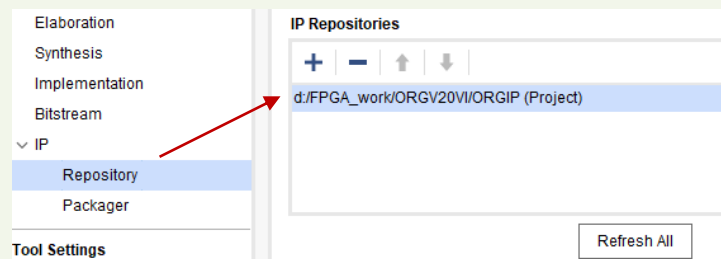 Elaboration
Synthesis
Implementation
Bitstream
IP
Repository
Packager
Tool Settings
IP Repositories
d:/FPGA_work/ORGV20VI/ORGIP (Project)
Refresh All